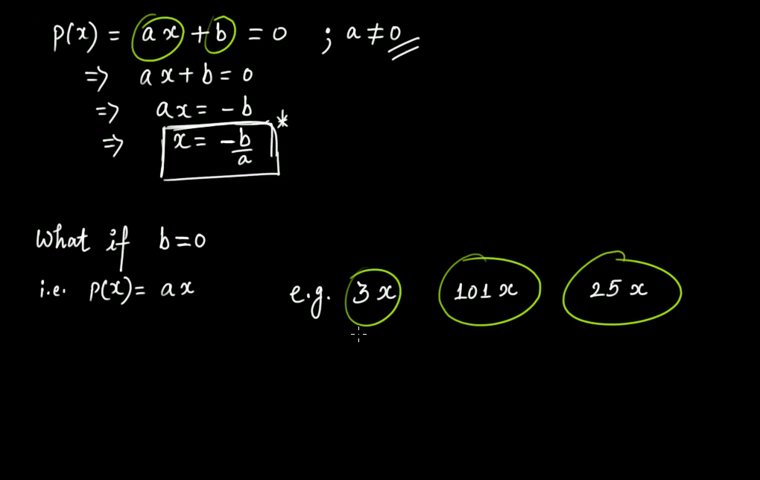 P(x) = ax + b = 0 ; a ≠ 0
⇒ ax + b = 0
⇒ ax = -b
⇒ x = -b/a *
What if b=0
i.e. P(x) = ax e.g. 3x 101x 25x